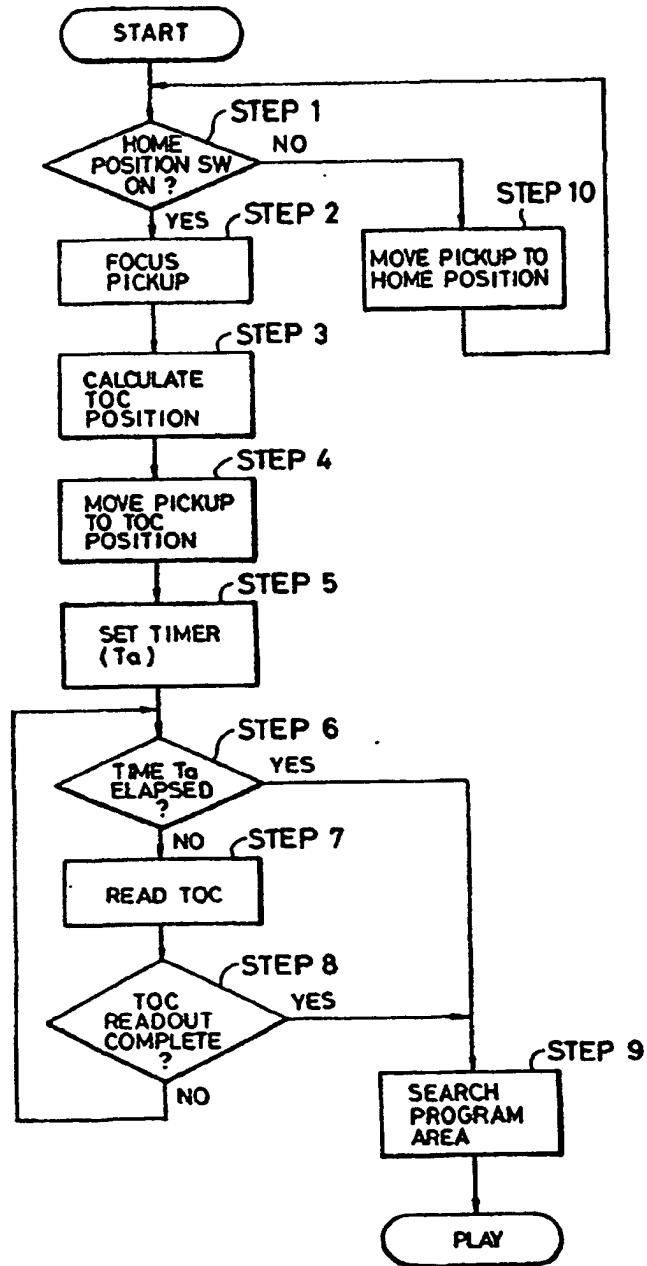 START
STEP 1
HOME
POSITION SW
ON ?
NO
YES
STEP 2
FOCUS
PICKUP
STEP 10
MOVE PICKUP TO
HOME POSITION
STEP 3
CALCULATE
TOC
POSITION
STEP 4
MOVE PICKUP
TO TOC
POSITION
STEP 5
SET TIMER
(Ta)
STEP 6
TIME Ta
ELAPSED
?
YES
NO
STEP 7
READ TOC
STEP 8
TOC
READOUT
COMPLETE
?
YES
NO
STEP 9
SEARCH
PROGRAM
AREA
PLAY